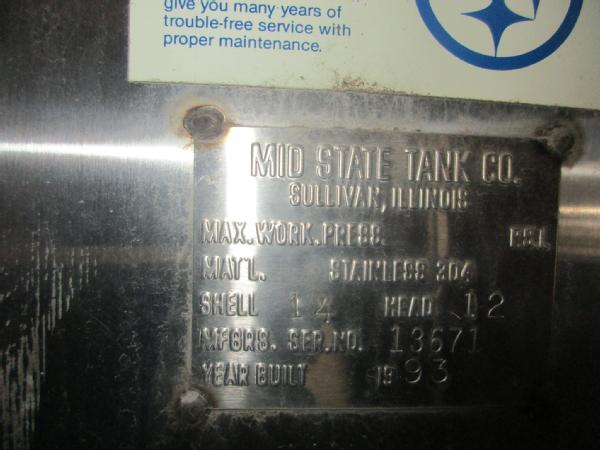 give you many years of
trouble-free service with
proper maintenance.
MID STATE TANK CO.
SULLIVAN, ILLINOIS
MAX. WORK. PRESS P.S.I.
MAT'L. STAINLESS 304
SHELL 14 HEAD 12
MFGRS. SER. NO. 13671
YEAR BUILT 1993